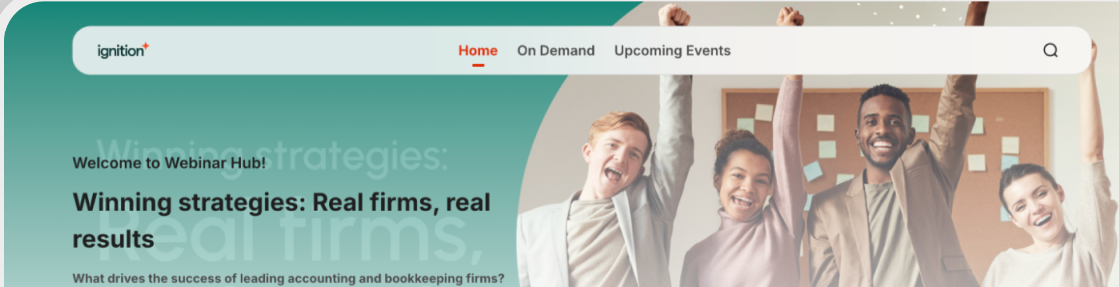 ignition
Home On Demand Upcoming Events
Winning strategies:
Welcome to Webinar Hub!
Winning strategies: Real firms, real
results
Real firms,
What drives the success of leading accounting and bookkeeping firms?